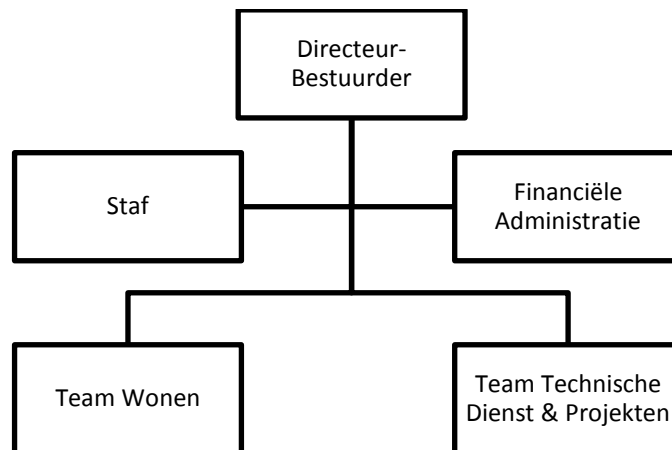 Directeur-
Bestuurder
Staf
Financiële
Administratie
Team Wonen
Team Technische
Dienst & Projekten